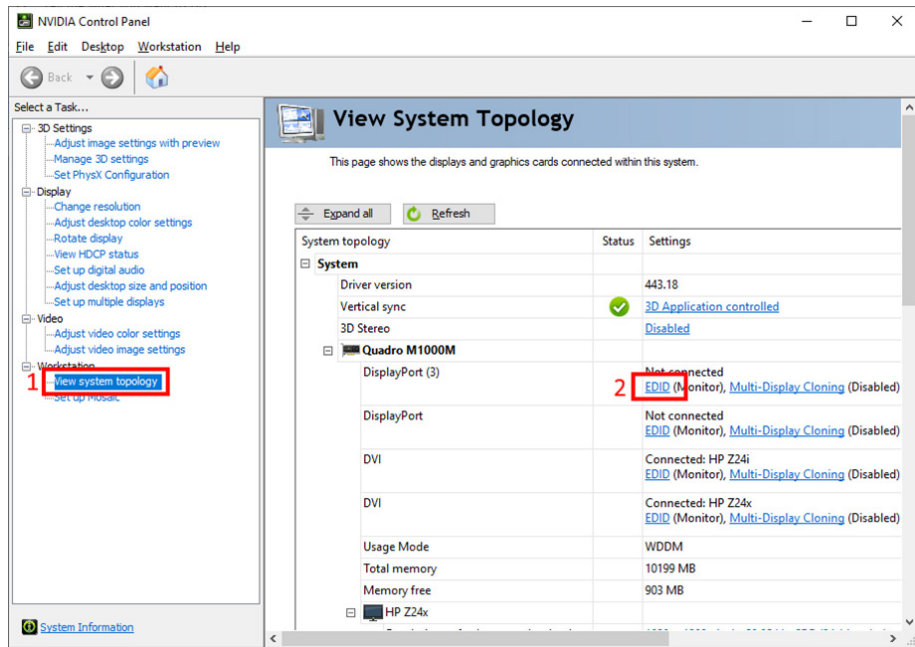 NVIDIA Control Panel
File Edit Desktop Workstation Help
Back
Select a Task...
3D Settings
Adjust image settings with preview
Manage 3D settings
Set PhysX Configuration
Display
Change resolution
Adjust desktop color settings
Rotate display
View HDCP status
Set up digital audio
Adjust desktop size and position
Set up multiple displays
Video
Adjust video color settings
Adjust video image settings
Workstation
1 View system topology
Set up Mosaic
System Information
View System Topology
This page shows the displays and graphics cards connected within this system.
Expand all Refresh
System topology Status Settings
System
Driver version 443.18
Vertical sync 3D Application controlled
3D Stereo Disabled
Quadro M1000M
DisplayPort (3) Not connected
2 EDID (Monitor), Multi-Display Cloning (Disabled)
DisplayPort Not connected
EDID (Monitor), Multi-Display Cloning (Disabled)
DVI Connected: HP Z24i
EDID (Monitor), Multi-Display Cloning (Disabled)
DVI Connected: HP Z24x
EDID (Monitor), Multi-Display Cloning (Disabled)
Usage Mode WDDM
Total memory 10199 MB
Memory free 903 MB
HP Z24x